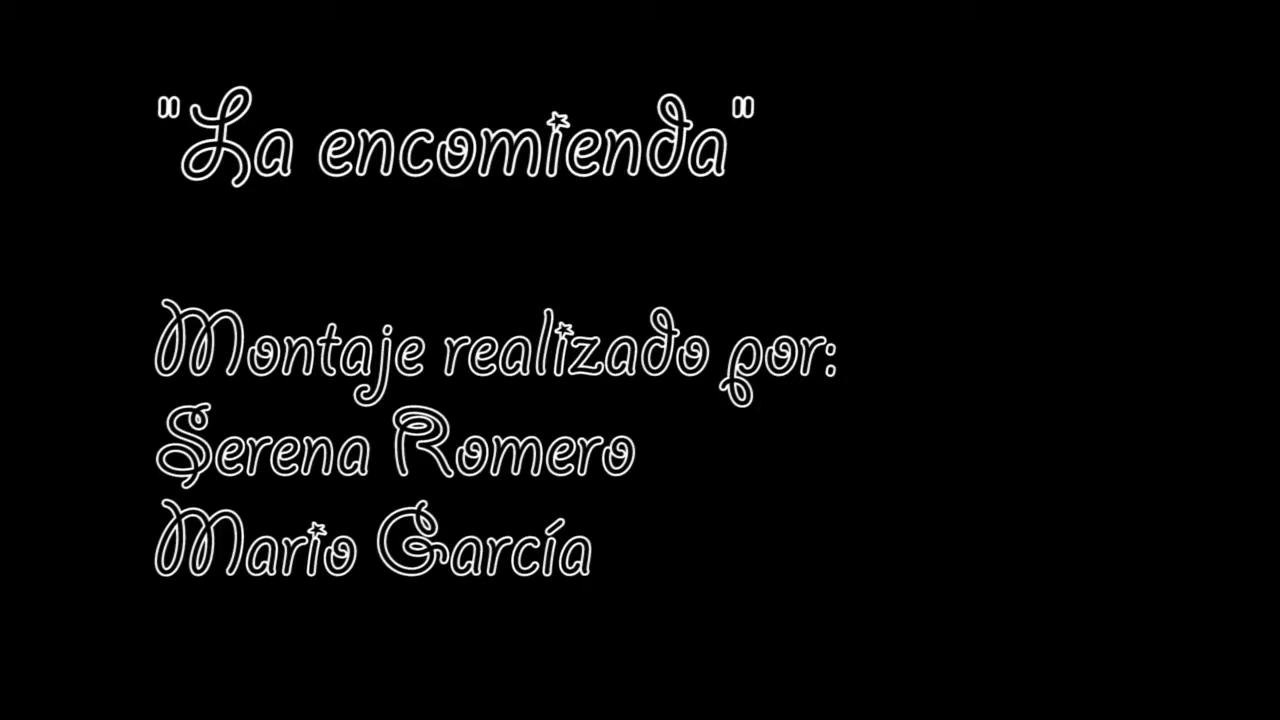 "La encomienda"
Montaje realizado por:
Serena Romero
Mario García